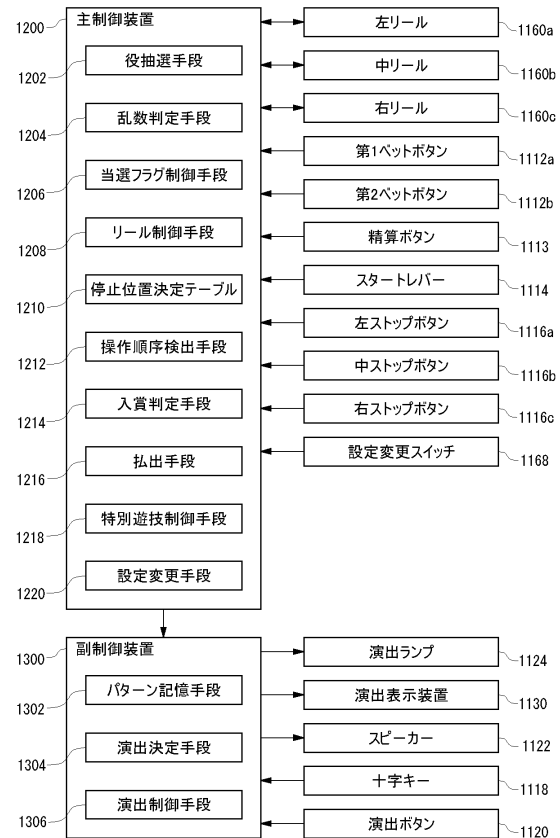 1200
主制御装置
1202
役抽選手段
1204
乱数判定手段
1206
当選フラグ制御手段
1208
リール制御手段
1210
停止位置決定テーブル
1212
操作順序検出手段
1214
入賞判定手段
1216
払出手段
1218
特別遊技制御手段
1220
設定変更手段
左リール
1160a
中リール
1160b
右リール
1160c
第1ベットボタン
1112a
第2ベットボタン
1112b
精算ボタン
1113
スタートレバー
1114
左ストップボタン
1116a
中ストップボタン
1116b
右ストップボタン
1116c
設定変更スイッチ
1168
1300
副制御装置
1302
パターン記憶手段
1304
演出決定手段
1306
演出制御手段
演出ランプ
1124
演出表示装置
1130
スピーカー
1122
十字キー
1118
演出ボタン
1120